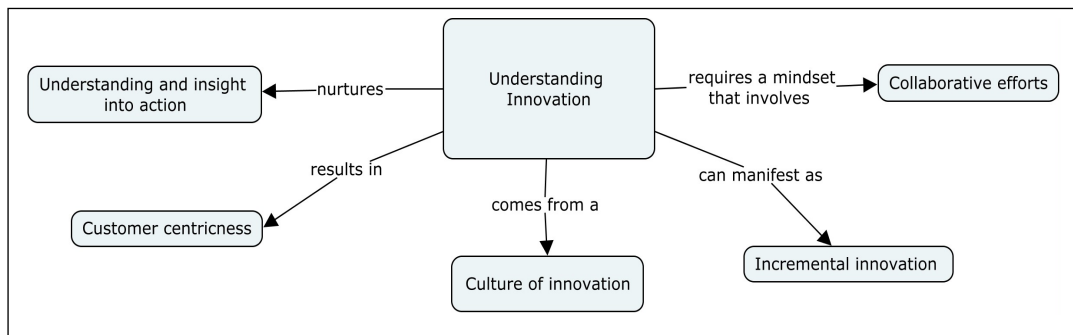 Understanding
Innovation
Understanding and insight
into action
nurtures
requires a mindset
that involves
Collaborative efforts
results in
can manifest as
comes from a
Customer centricness
Culture of innovation
Incremental innovation